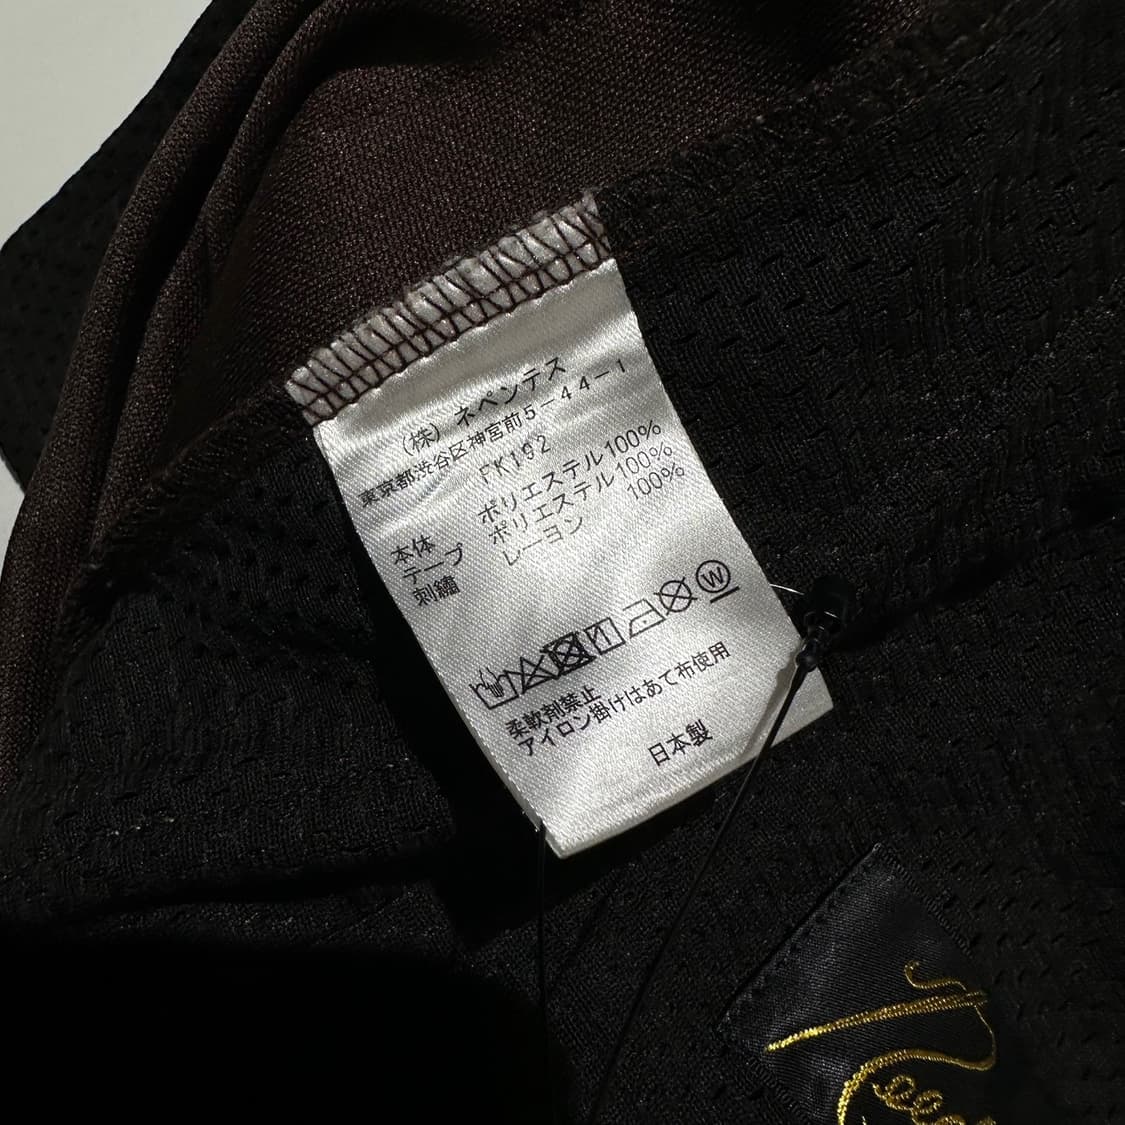 (株) ネペンテス
東京都渋谷区神宮前5-44-1
FK192
本体 ポリエステル100%
テープ ポリエステル100%
刺繍 レーヨン 100%
W
柔軟剤禁止
アイロン掛けはあて布使用
日本製